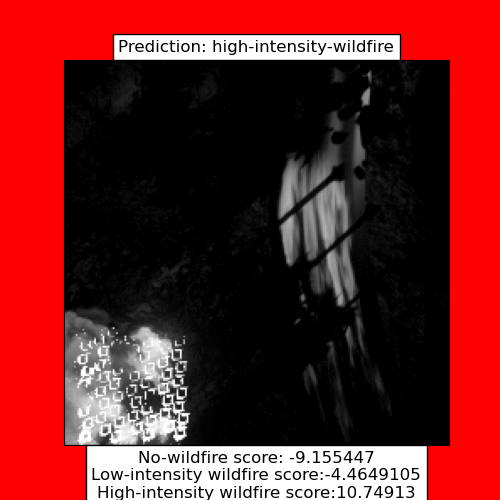 Prediction: high-intensity-wildfire
No-wildfire score: -9.155447
Low-intensity wildfire score:-4.4649105
High-intensity wildfire score:10.74913